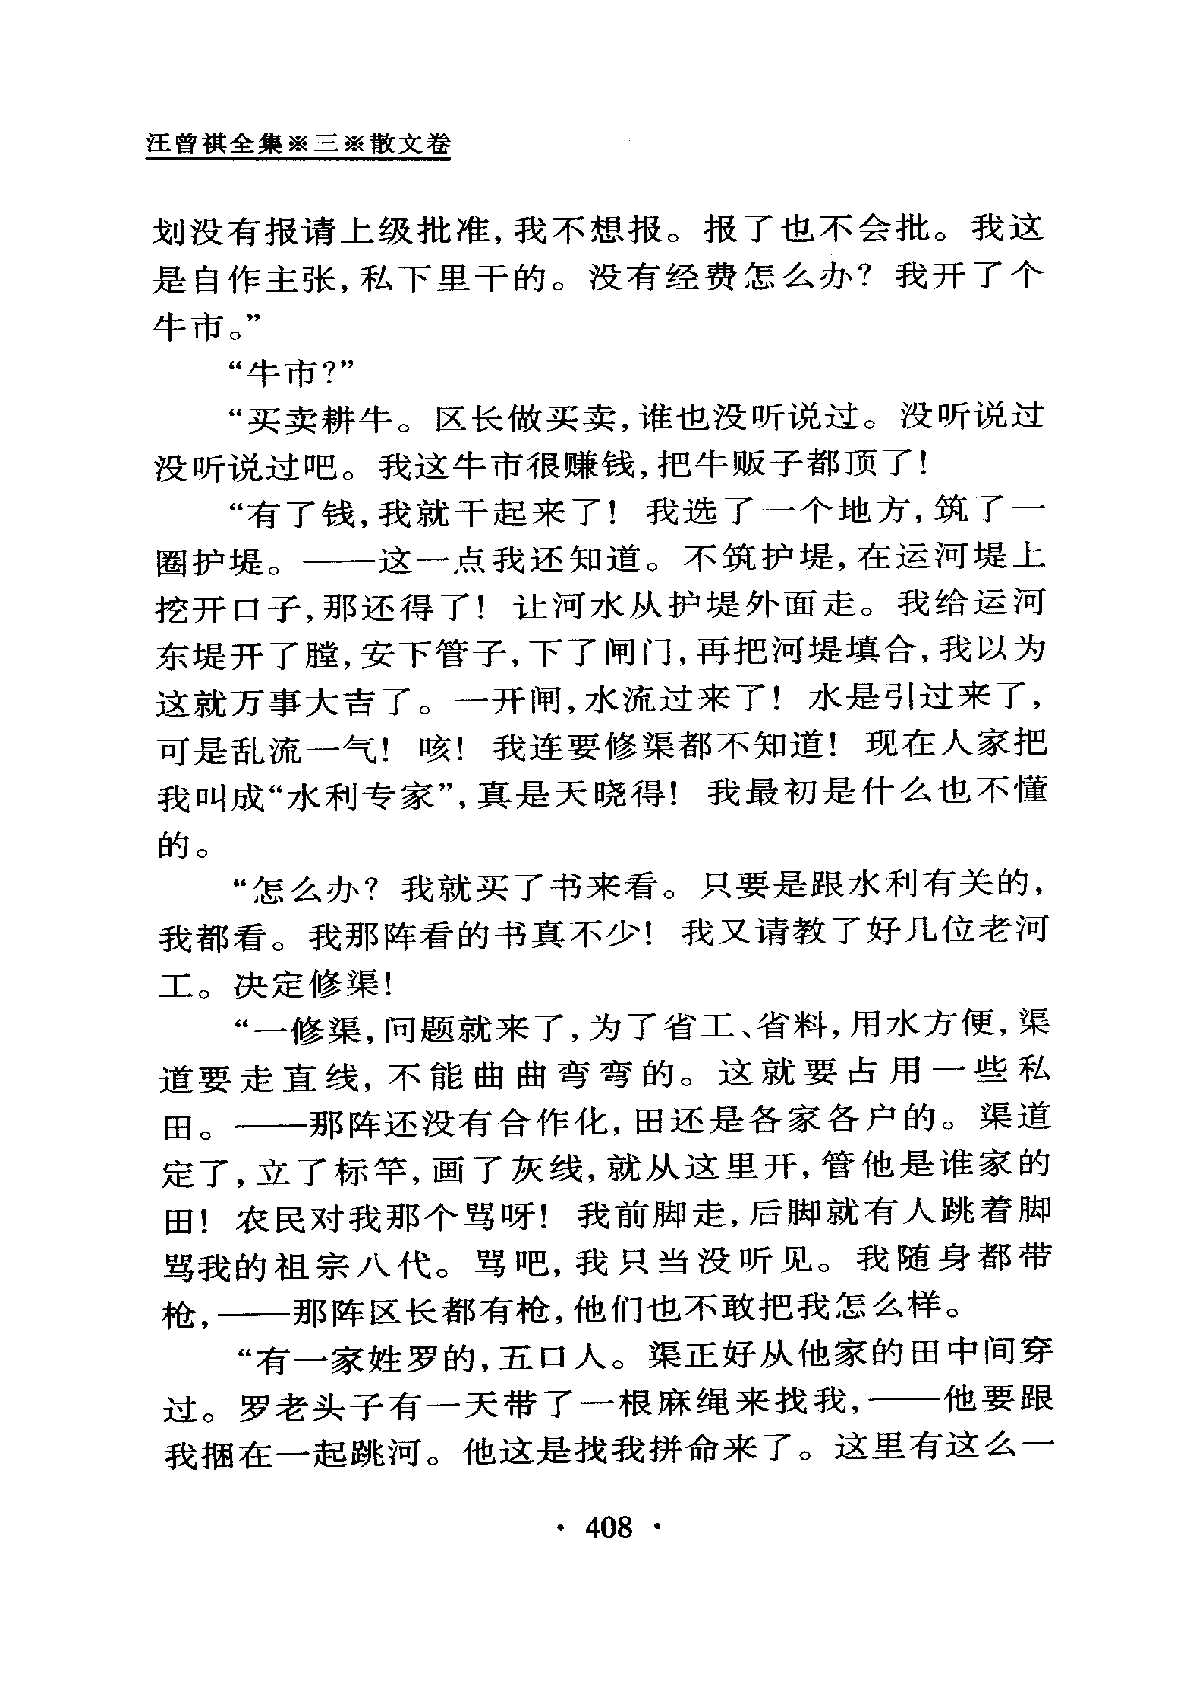 汪曾祺全集※三※散文卷
划没有报请上级批准,我不想报。报了也不会批。我这
是自作主张,私下里干的。没有经费怎么办?我开了个
牛市。”
“牛市?”
“买卖耕牛。区长做买卖,谁也没听说过。没听说过
没听说过吧。我这牛市很赚钱,把牛贩子都顶了!
“有了钱,我就干起来了!我选了一个地方,筑了一
圈护堤。——这一点我还知道。不筑护堤,在运河堤上
挖开口子,那还得了!让河水从护堤外面走。我给运河
东堤开了膛,安下管子,下了闸门,再把河堤填合,我以为
这就万事大吉了。一开闸,水流过来了!水是引过来了,
可是乱流一气!咳!我连要修渠都不知道!现在人家把
我叫成“水利专家”,真是天晓得!我最初是什么也不懂
的。
“怎么办?我就买了书来看。只要是跟水利有关的,
我都看。我那阵看的书真不少!我又请教了好几位老河
工。决定修渠!
“一修渠,问题就来了,为了省工、省料,用水方便,渠
道要走直线,不能曲曲弯弯的。这就要占用一些私
田。——那阵还没有合作化,田还是各家各户的。渠道
定了,立了标竿,画了灰线,就从这里开,管他是谁家的
田!农民对我那个骂呀!我前脚走,后脚就有人跳着脚
骂我的祖宗八代。骂吧,我只当没听见。我随身都带
枪,——那阵区长都有枪,他们也不敢把我怎么样。
“有一家姓罗的,五口人。渠正好从他家的田中间穿
过。罗老头子有一天带了一根麻绳来找我,——他要跟
我捆在一起跳河。他这是找我拼命来了。这里有这么一
· 408 ·